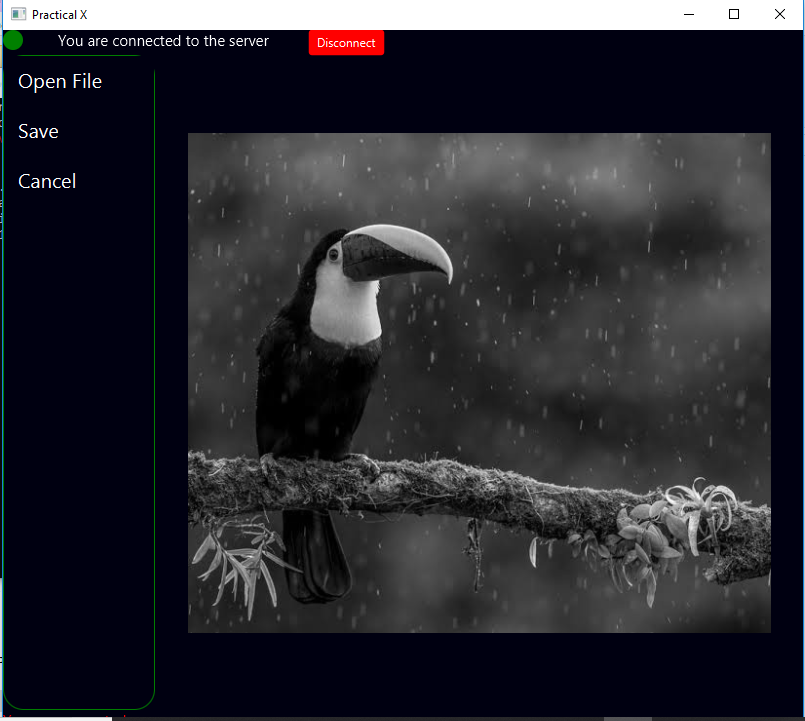 Practical X
You are connected to the server
Disconnect
Open File
Save
Cancel